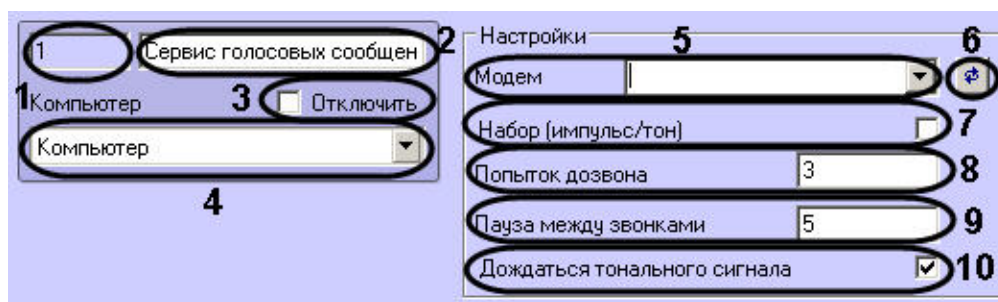 1 Сервис голосовых сообщен 2
1 Компьютер 3 Отключить
Компьютер
4
Настройки 5 6
Модем
Набор (импульс/тон) 7
Попыток дозвона 3 8
Пауза между звонками 5 9
Дождаться тонального сигнала 10